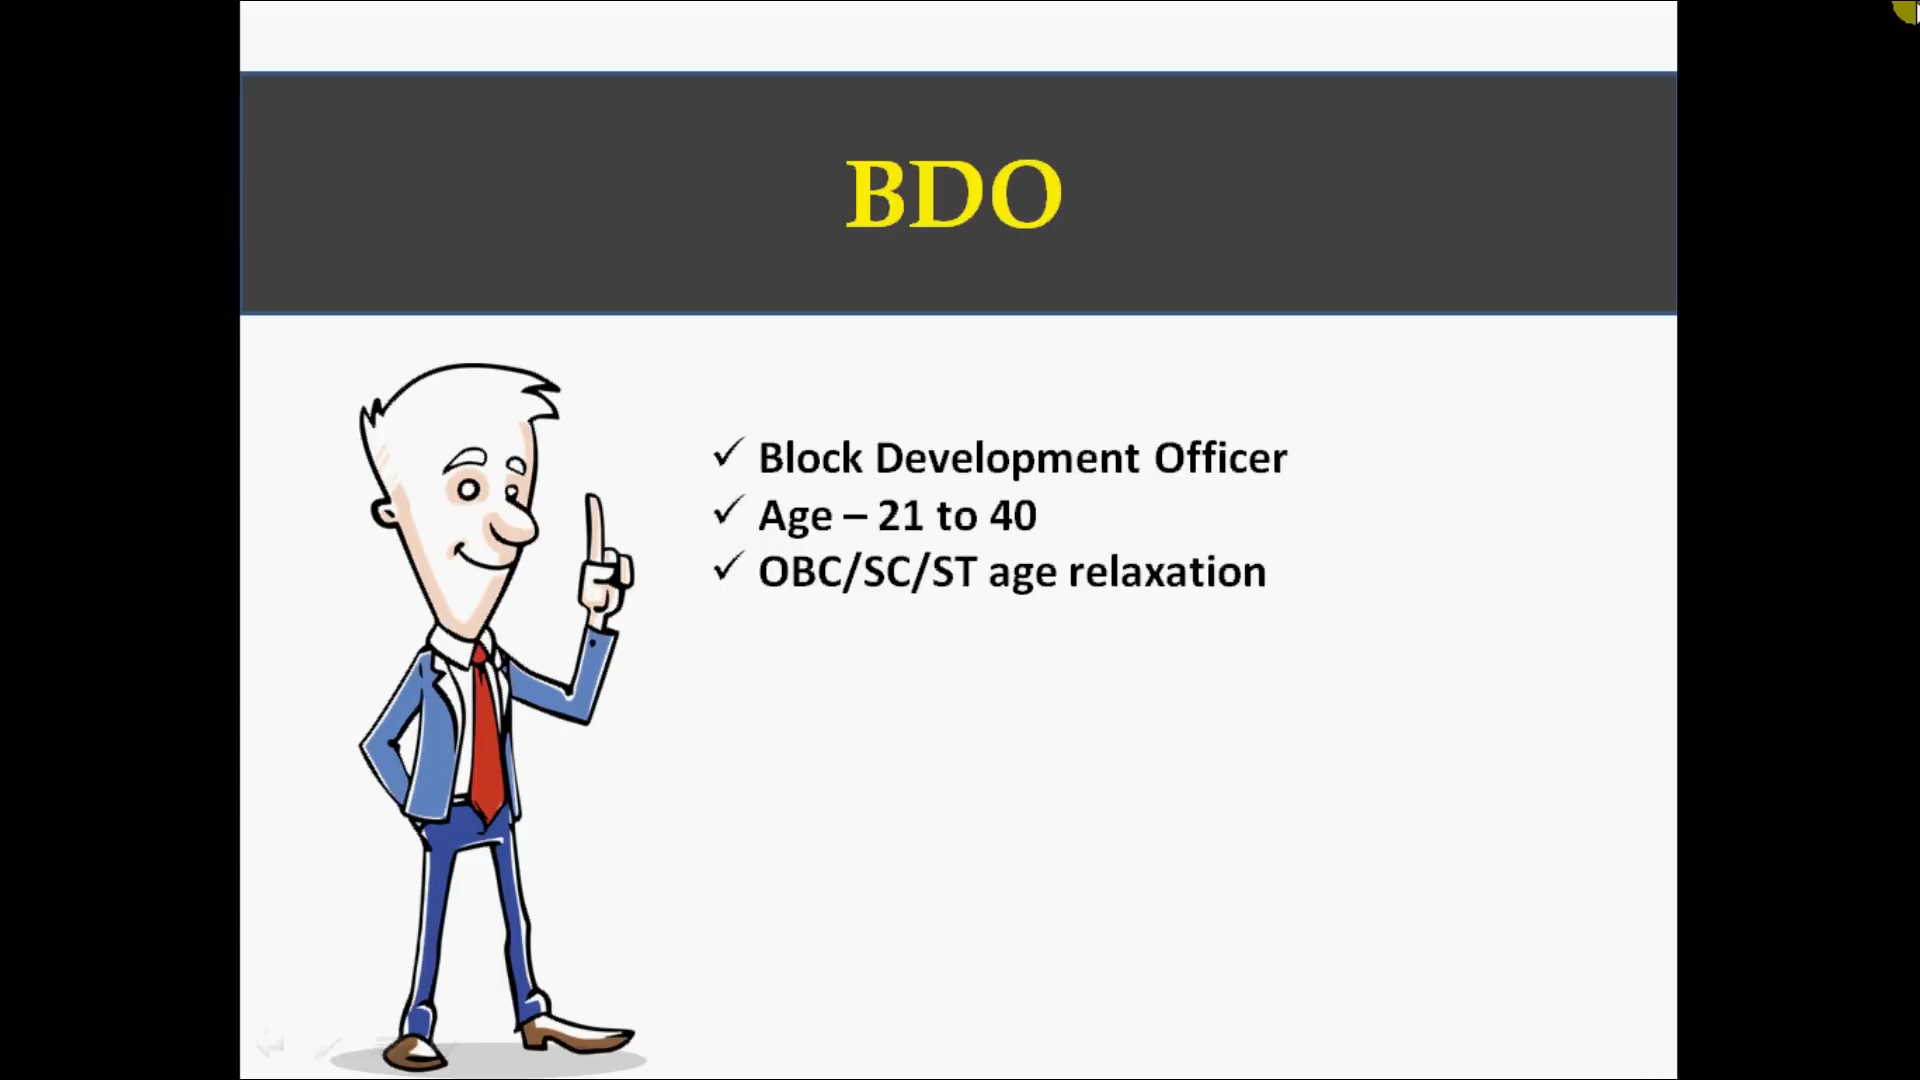 BDO
✓ Block Development Officer
✓ Age – 21 to 40
✓ OBC/SC/ST age relaxation